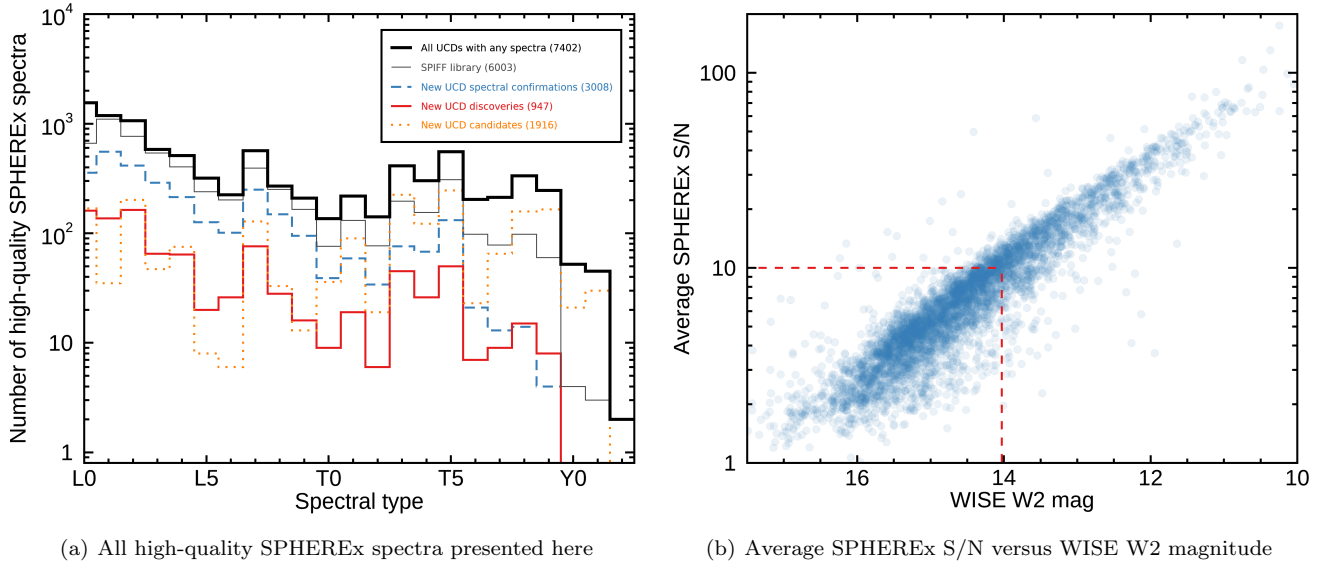 10^4
10^3
10^2
10
1
Number of high-quality SPHEREx spectra
All UCDs with any spectra (7402)
SPIFF library (6003)
New UCD spectral confirmations (3008)
New UCD discoveries (947)
New UCD candidates (1916)
L0 L5 T0 T5 Y0
Spectral type
(a) All high-quality SPHEREx spectra presented here
100
10
1
Average SPHEREx S/N
16 14 12 10
WISE W2 mag
(b) Average SPHEREx S/N versus WISE W2 magnitude